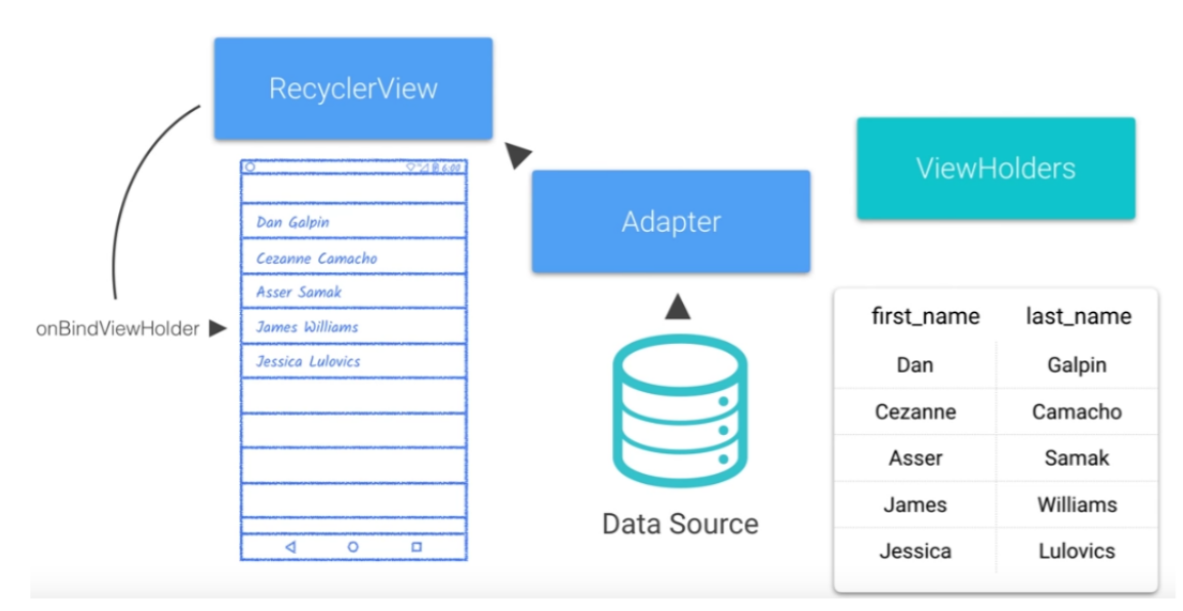 RecyclerView
6:00
Dan Galpin
Cezanne Camacho
Asser Samak
James Williams
Jessica Lulovics
onBindViewHolder
Adapter
Data Source
ViewHolders
first_name last_name
Dan Galpin
Cezanne Camacho
Asser Samak
James Williams
Jessica Lulovics